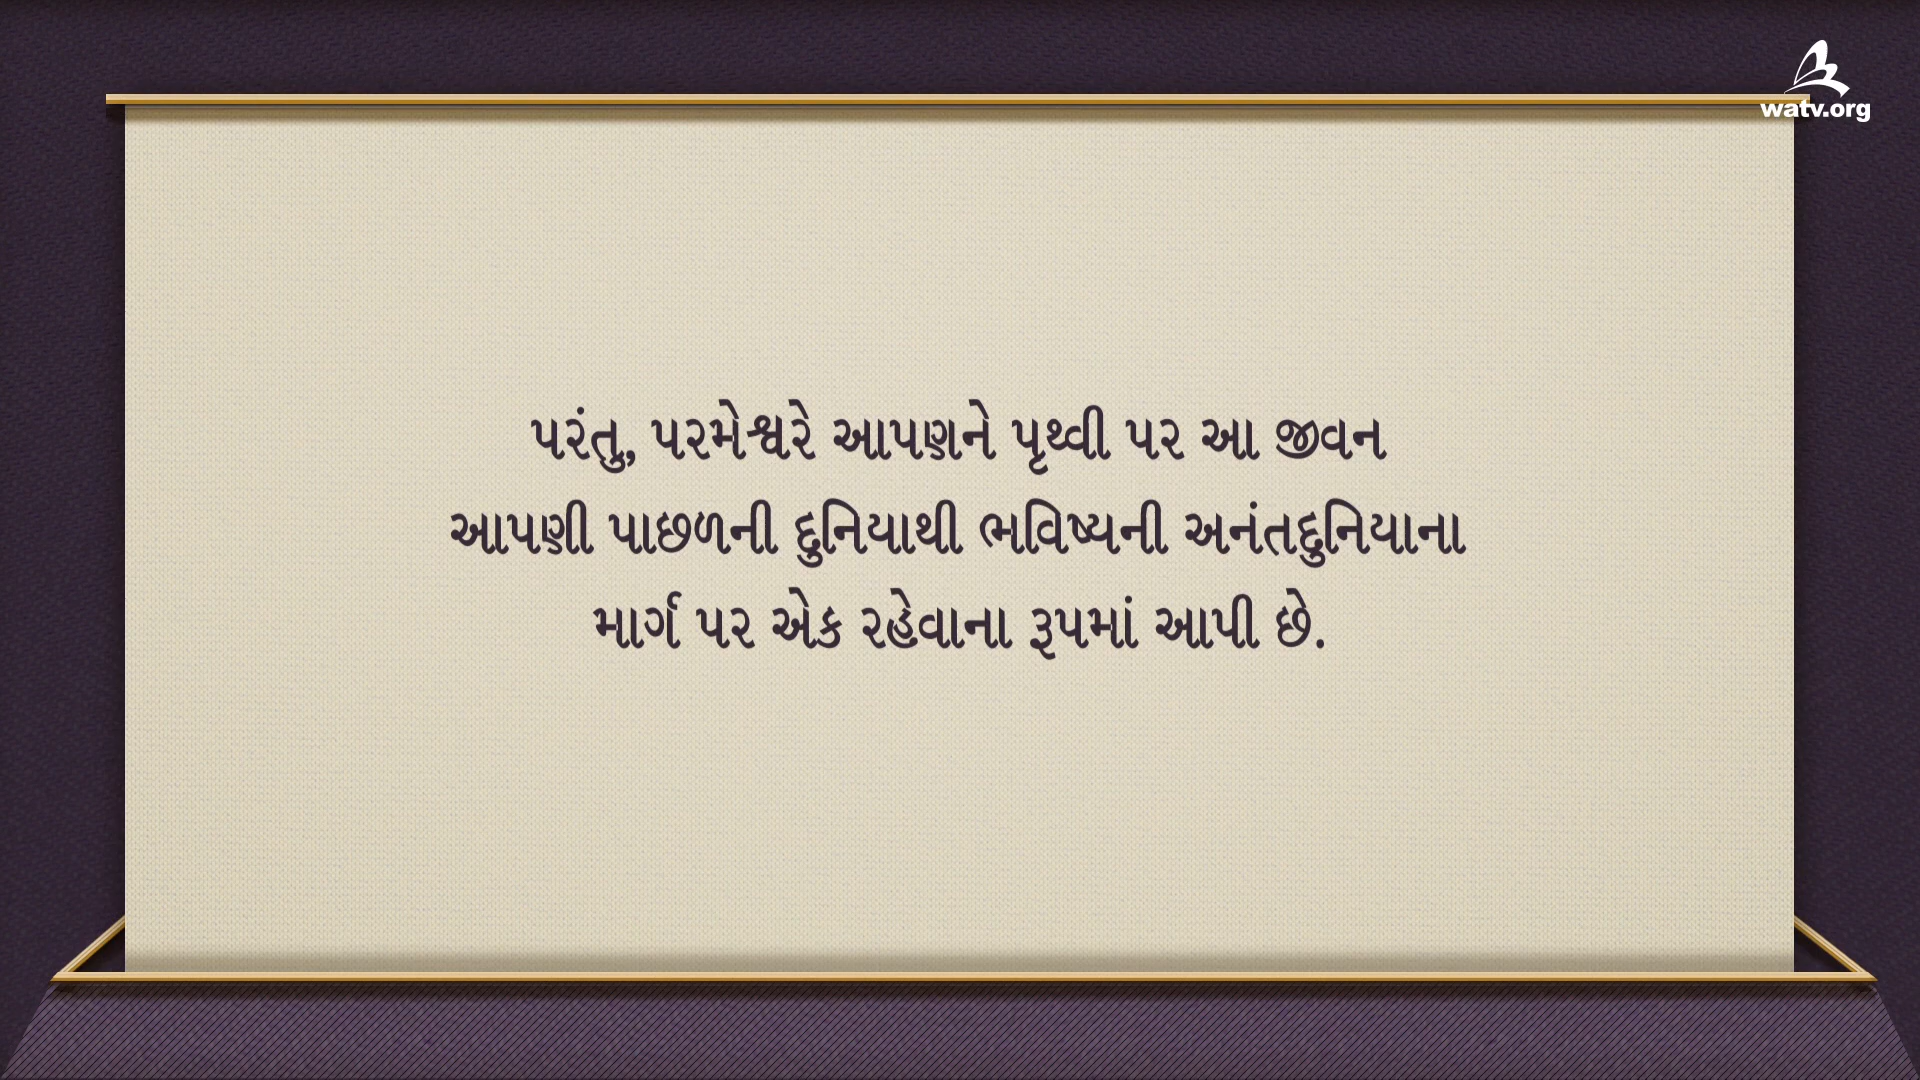 watv.org
પરંતુ, પરમેશ્વરે આપણને પૃથ્વી પર આ જીવન
આપણી પાછળની દુનિયાથી ભવિષ્યની અનંતદુનિયાના
માર્ગ પર એક રહેવાના રૂપમાં આપી છે.